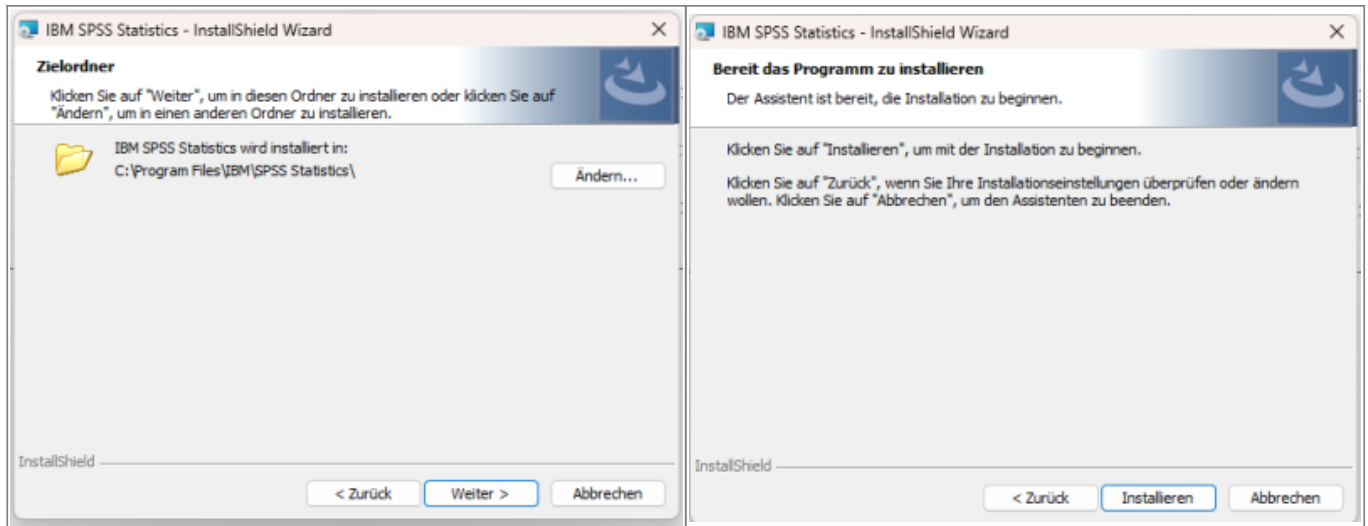 IBM SPSS Statistics - InstallShield Wizard
Zielordner
Klicken Sie auf "Weiter", um in diesen Ordner zu installieren oder klicken Sie auf
"Ändern", um in einen anderen Ordner zu installieren.
IBM SPSS Statistics wird installiert in:
C:\Program Files\IBM\SPSS Statistics\
Ändern...
InstallShield
< Zurück
Weiter >
Abbrechen
IBM SPSS Statistics - InstallShield Wizard
Bereit das Programm zu installieren
Der Assistent ist bereit, die Installation zu beginnen.
Klicken Sie auf "Installieren", um mit der Installation zu beginnen.
Klicken Sie auf "Zurück", wenn Sie Ihre Installationseinstellungen überprüfen oder ändern
wollen. Klicken Sie auf "Abbrechen", um den Assistenten zu beenden.
InstallShield
< Zurück
Installieren
Abbrechen